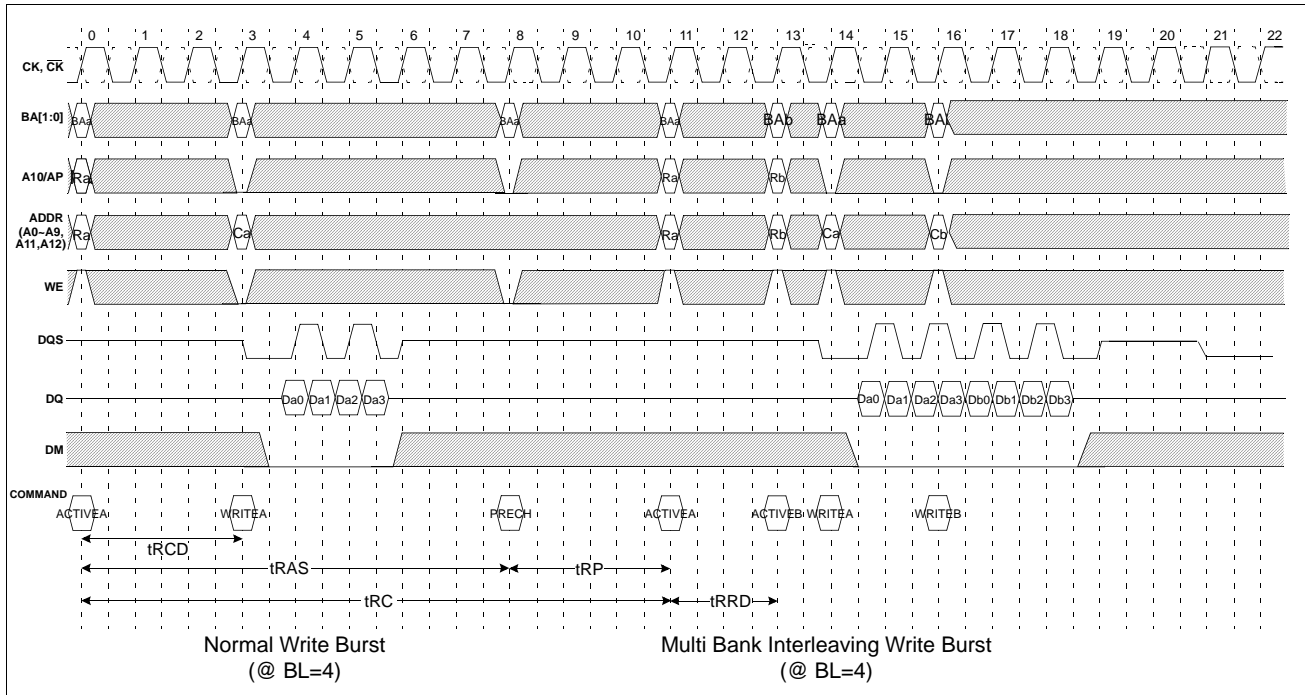 0 1 2 3 4 5 6 7 8 9 10 11 12 13 14 15 16 17 18 19 20 21 22
CK, CK
BA[1:0] BAa BAa BAa BAa BAb BAa
A10/AP Ra Ra Rb
ADDR
(A0~A9,
A11,A12)
Ra Ca Ra Rb Ca Cb
WE
DQS
DQ Da0 Da1 Da2 Da3 Da0 Da1 Da2 Da3 Db0 Db1 Db2 Db3
DM
COMMAND
ACTIVEA WRITEA PRECH ACTIVEA ACTIVEB WRITEA WRITEB
tRCD
tRAS tRP
tRC tRRD
Normal Write Burst Multi Bank Interleaving Write Burst
(@ BL=4) (@ BL=4)